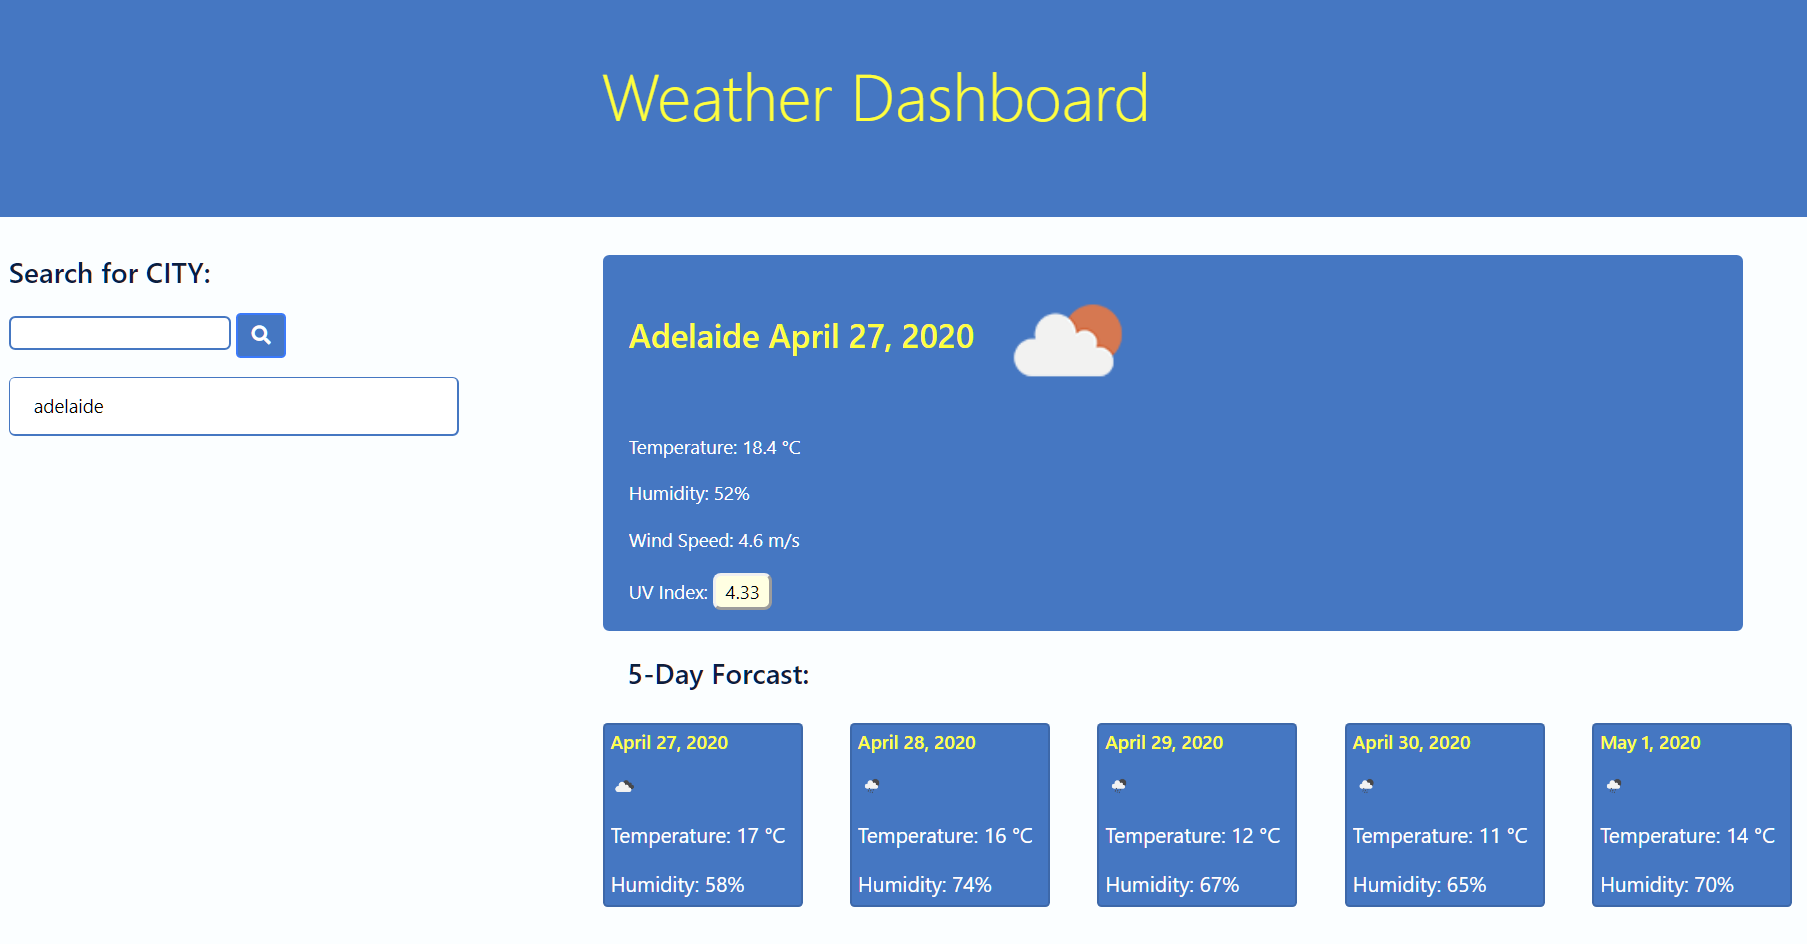 Weather Dashboard
Search for CITY:
adelaide
Adelaide April 27, 2020
Temperature: 18.4 °C
Humidity: 52%
Wind Speed: 4.6 m/s
UV Index: 4.33
5-Day Forcast:
April 27, 2020
Temperature: 17 °C
Humidity: 58%
April 28, 2020
Temperature: 16 °C
Humidity: 74%
April 29, 2020
Temperature: 12 °C
Humidity: 67%
April 30, 2020
Temperature: 11 °C
Humidity: 65%
May 1, 2020
Temperature: 14 °C
Humidity: 70%